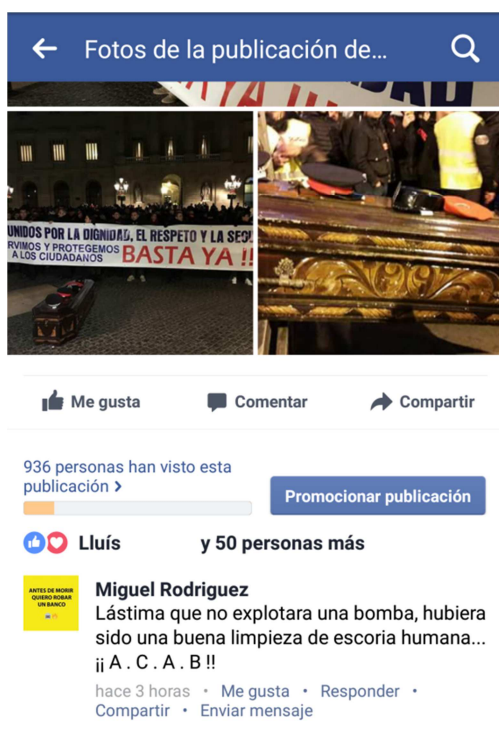 Fotos de la publicación de...
YA !!
UNIDOS POR LA DIGNIDAD, EL RESPETO Y LA
RVIMOS Y PROTEGEMOS
A LOS CIUDADANOS BASTA YA !!
Me gusta Comentar Compartir
936 personas han visto esta
publicación >
Promocionar publicación
Lluís y 50 personas más
ANTES DE MORIR
QUIERO ROBAR
UN BANCO
Miguel Rodriguez
Lástima que no explotara una bomba, hubiera
sido una buena limpieza de escoria humana...
¡¡ A . C . A . B !!
hace 3 horas • Me gusta • Responder •
Compartir • Enviar mensaje